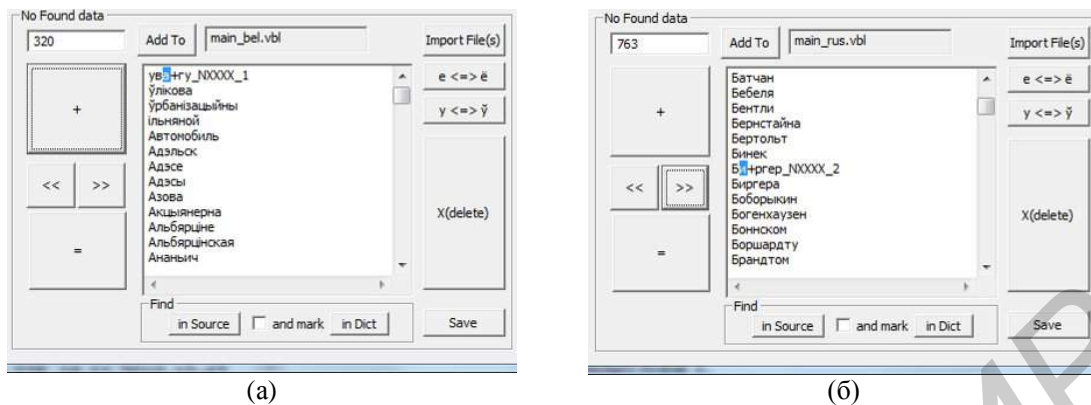 No Found data
320
Add To
main_bel.vbl
Import File(s)
+
<<
>>
=
ува+гу_NXXXX_1
ўлікова
ўрбанізацыйны
ільняной
Автомобиль
Адэльск
Адэсе
Адэсы
Азова
Акцыянерна
Альбярціне
Альбярцінская
Ананьич
е <=> ё
у <=> ў
X(delete)
Find
in Source
and mark
in Dict
Save
(а)
No Found data
763
Add To
main_rus.vbl
Import File(s)
+
<<
>>
=
Батчан
Бебеля
Бентли
Бернстайна
Бертольт
Бинек
Би+ргер_NXXXX_2
Биргера
Боборыкин
Богенхаузен
Боннском
Боршардту
Брандтом
е <=> ё
у <=> ў
X(delete)
Find
in Source
and mark
in Dict
Save
(б)